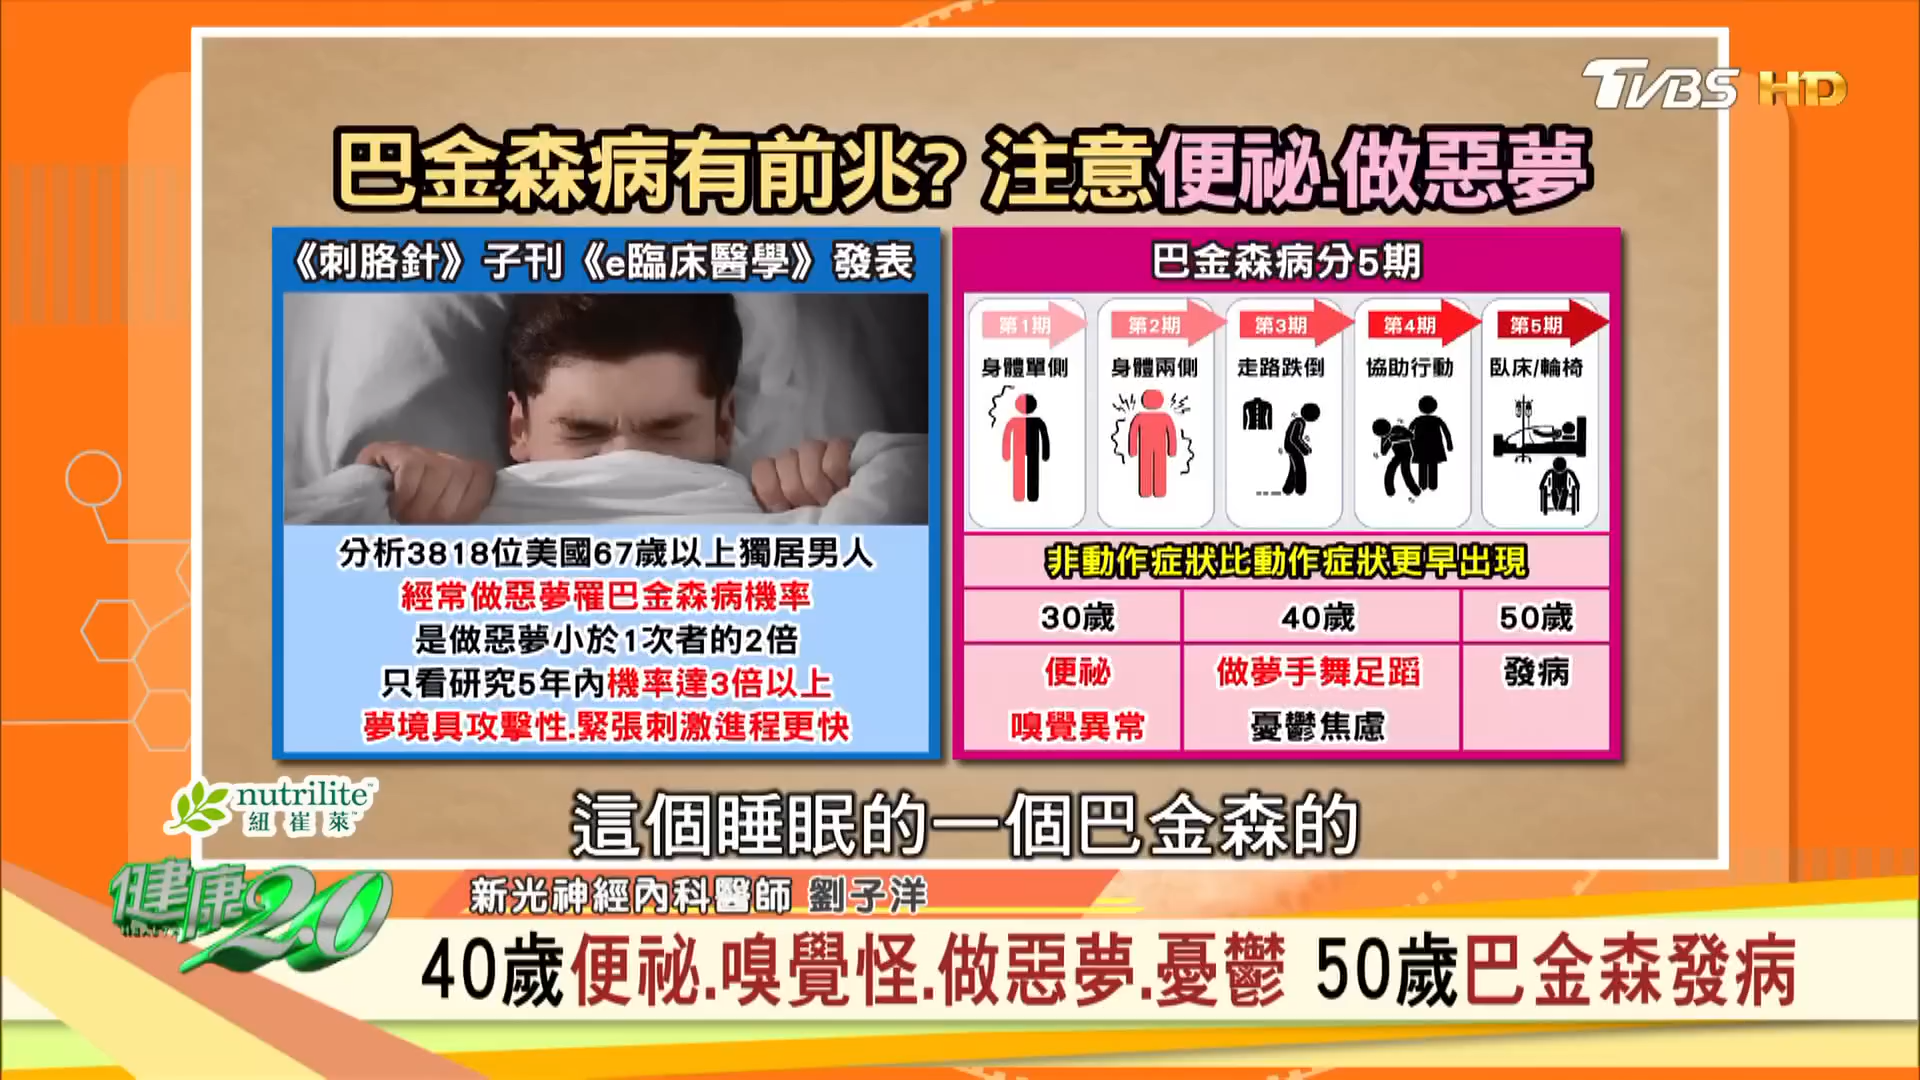 TVBS HD
巴金森病有前兆? 注意便祕.做惡夢
《刺胳針》子刊《e臨床醫學》發表
分析3818位美國67歲以上獨居男人
經常做惡夢罹巴金森病機率
是做惡夢小於1次者的2倍
只看研究5年內機率達3倍以上
夢境具攻擊性.緊張刺激進程更快
巴金森病分5期
第1期 第2期 第3期 第4期 第5期
身體單側 身體兩側 走路跌倒 協助行動 臥床/輪椅
非動作症狀比動作症狀更早出現
30歲 40歲 50歲
便祕 做夢手舞足蹈 發病
嗅覺異常 憂鬱焦慮
nutrilite™
紐崔萊™
這個睡眠的一個巴金森的
健康2.0
新光神經內科醫師 劉子洋
40歲便祕.嗅覺怪.做惡夢.憂鬱 50歲巴金森發病